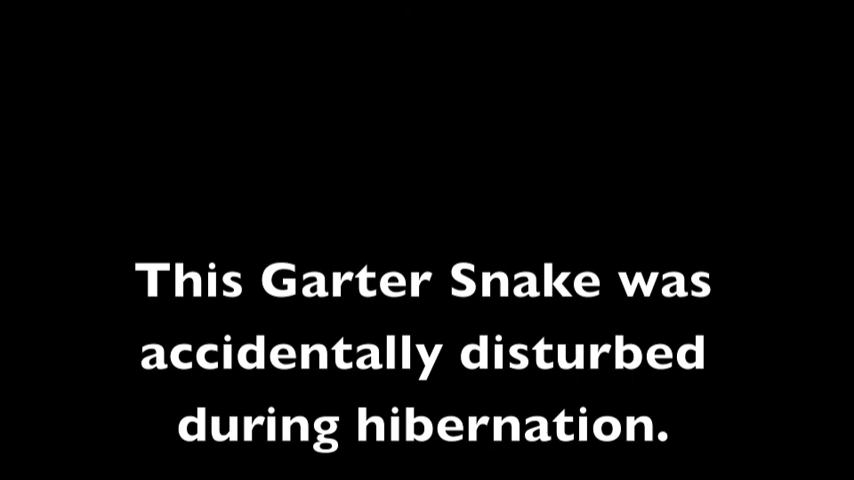 This Garter Snake was
accidentally disturbed
during hibernation.